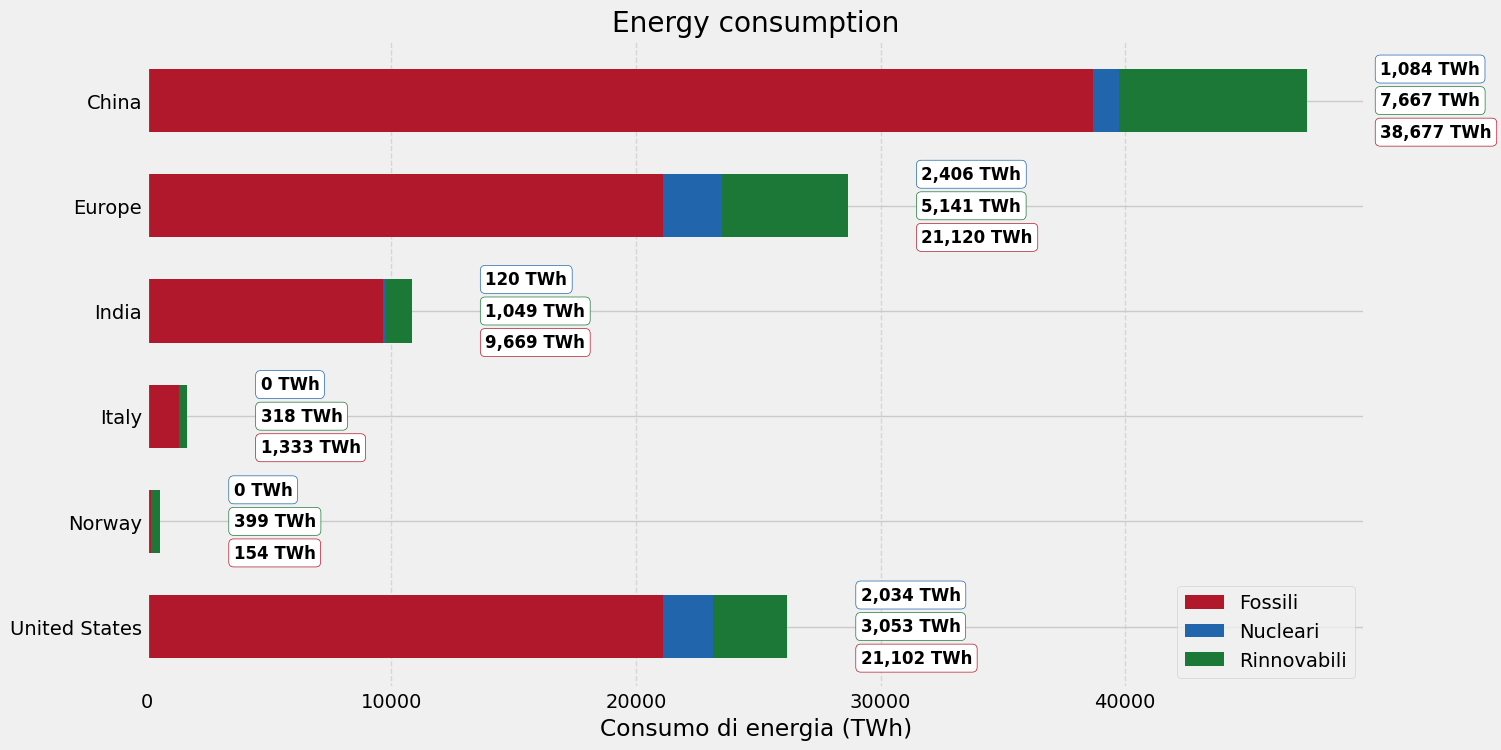 Energy consumption
China
1,084 TWh
7,667 TWh
38,677 TWh
Europe
2,406 TWh
5,141 TWh
21,120 TWh
India
120 TWh
1,049 TWh
9,669 TWh
Italy
0 TWh
318 TWh
1,333 TWh
Norway
0 TWh
399 TWh
154 TWh
United States
2,034 TWh
3,053 TWh
21,102 TWh
Fossili
Nucleari
Rinnovabili
0 10000 20000 30000 40000
Consumo di energia (TWh)